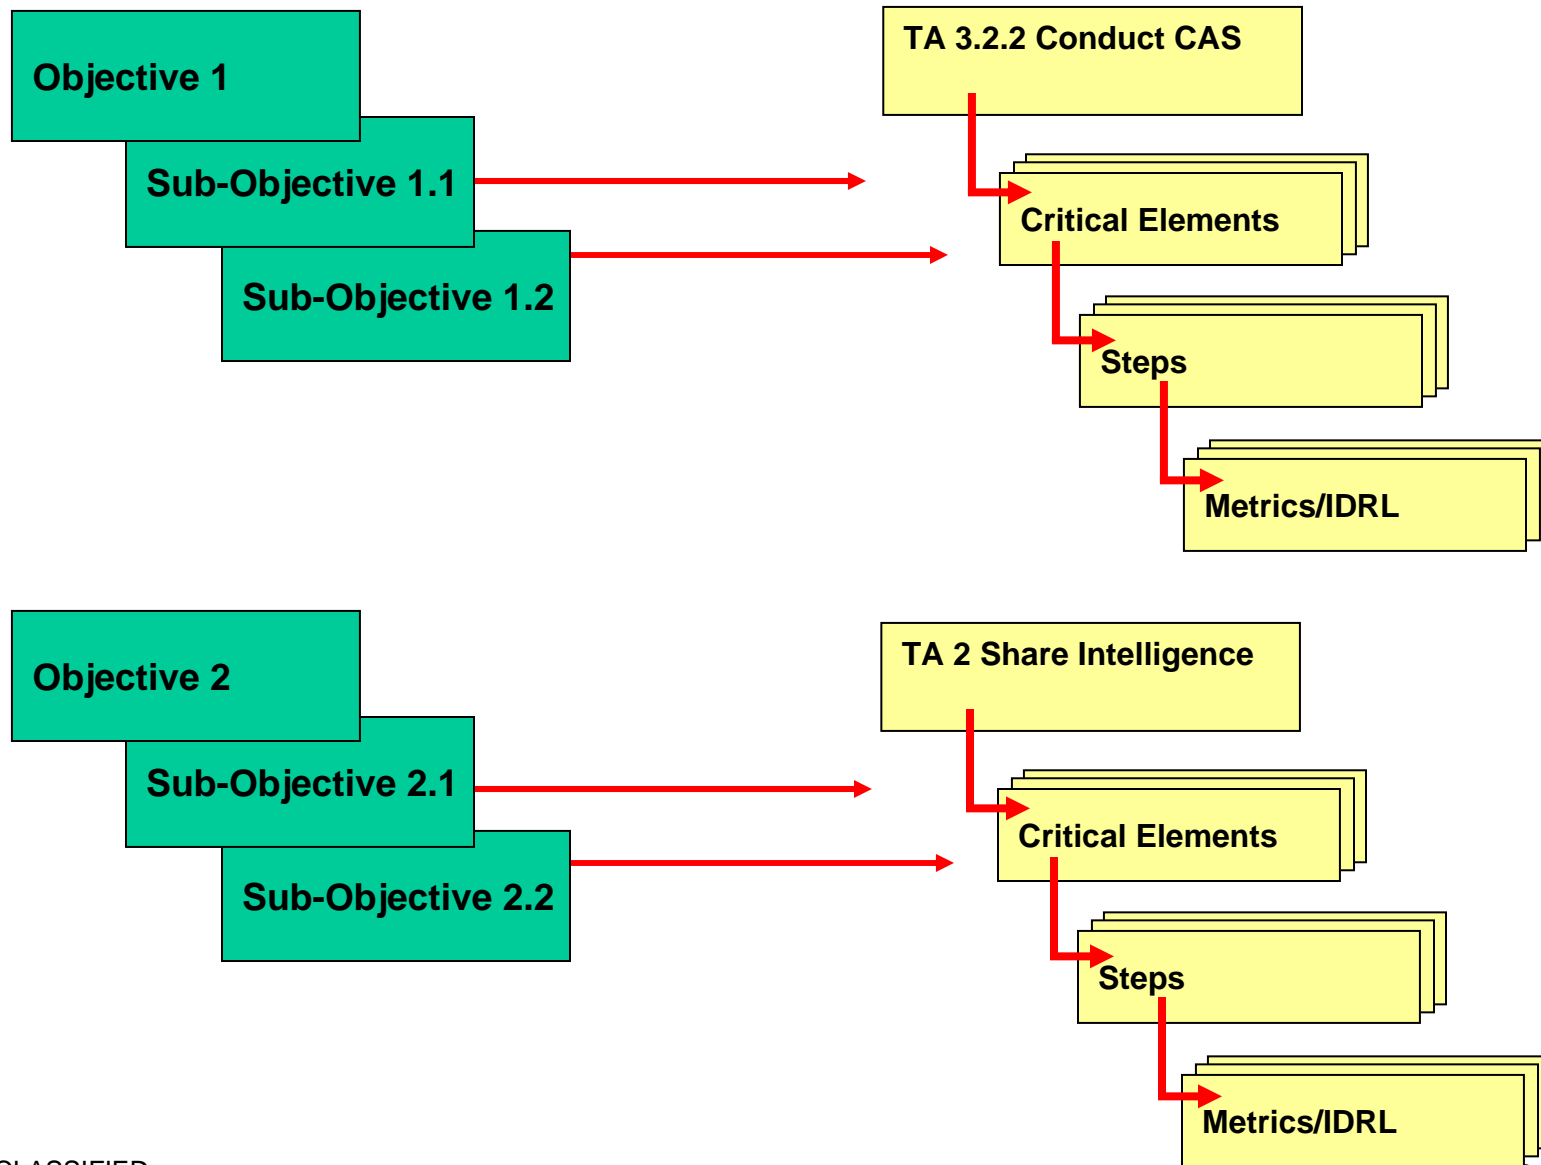 Objective 1
Sub-Objective 1.1
Sub-Objective 1.2
TA 3.2.2 Conduct CAS
Critical Elements
Steps
Metrics/IDRL
Objective 2
Sub-Objective 2.1
Sub-Objective 2.2
TA 2 Share Intelligence
Critical Elements
Steps
Metrics/IDRL